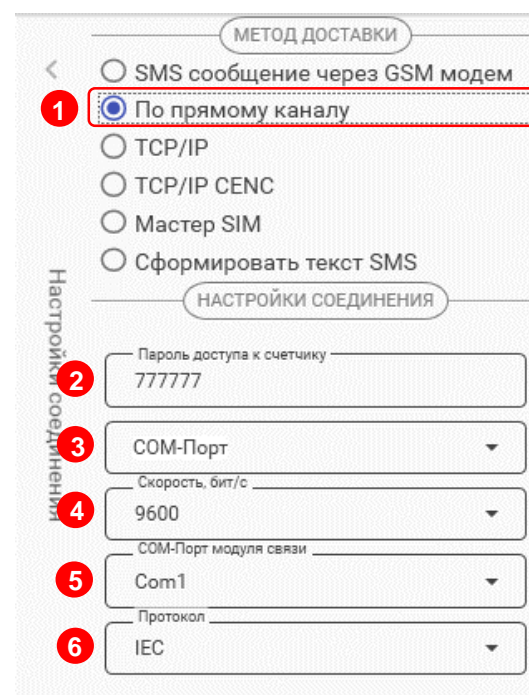 МЕТОД ДОСТАВКИ
SMS сообщение через GSM модем
1
По прямому каналу
TCP/IP
TCP/IP CENC
Мастер SIM
Сформировать текст SMS
НАСТРОЙКИ СОЕДИНЕНИЯ
Настройки соединения
Пароль доступа к счетчику
2
777777
3
COM-Порт
Скорость, бит/с
4
9600
COM-Порт модуля связи
5
Com1
Протокол
6
IEC